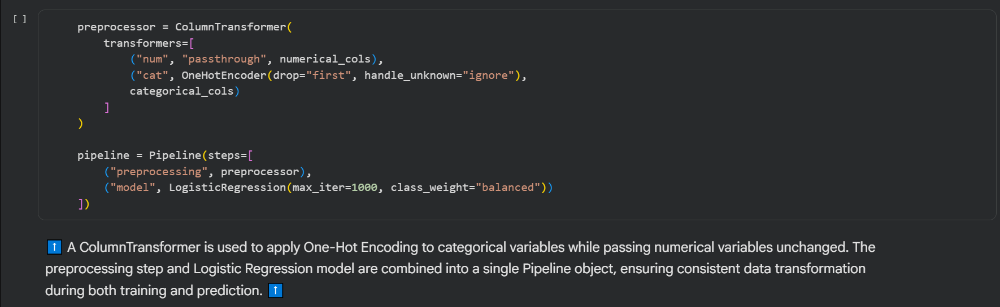 [ ]
preprocessor = ColumnTransformer(
    transformers=[
        ("num", "passthrough", numerical_cols),
        ("cat", OneHotEncoder(drop="first", handle_unknown="ignore"),
        categorical_cols)
    ]
)
pipeline = Pipeline(steps=[
    ("preprocessing", preprocessor),
    ("model", LogisticRegression(max_iter=1000, class_weight="balanced"))
])
⬆️ A ColumnTransformer is used to apply One-Hot Encoding to categorical variables while passing numerical variables unchanged. The
preprocessing step and Logistic Regression model are combined into a single Pipeline object, ensuring consistent data transformation
during both training and prediction. ⬆️